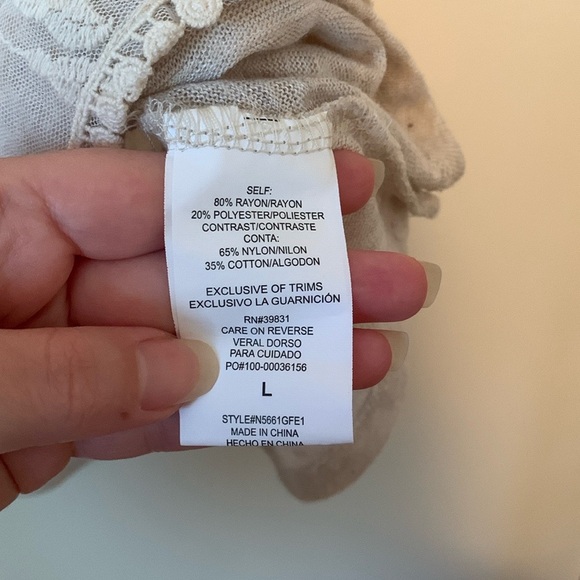 SELF:
80% RAYON/RAYON
20% POLYESTER/POLIESTER
CONTRAST/CONTRASTE
CONTA:
65% NYLON/NILON
35% COTTON/ALGODON
EXCLUSIVE OF TRIMS
EXCLUSIVO LA GUARNICIÓN
RN#39831
CARE ON REVERSE
VERAL DORSO
PARA CUIDADO
PO#100-00036156
L
STYLE#N5661GFE1
MADE IN CHINA
HECHO EN CHINA